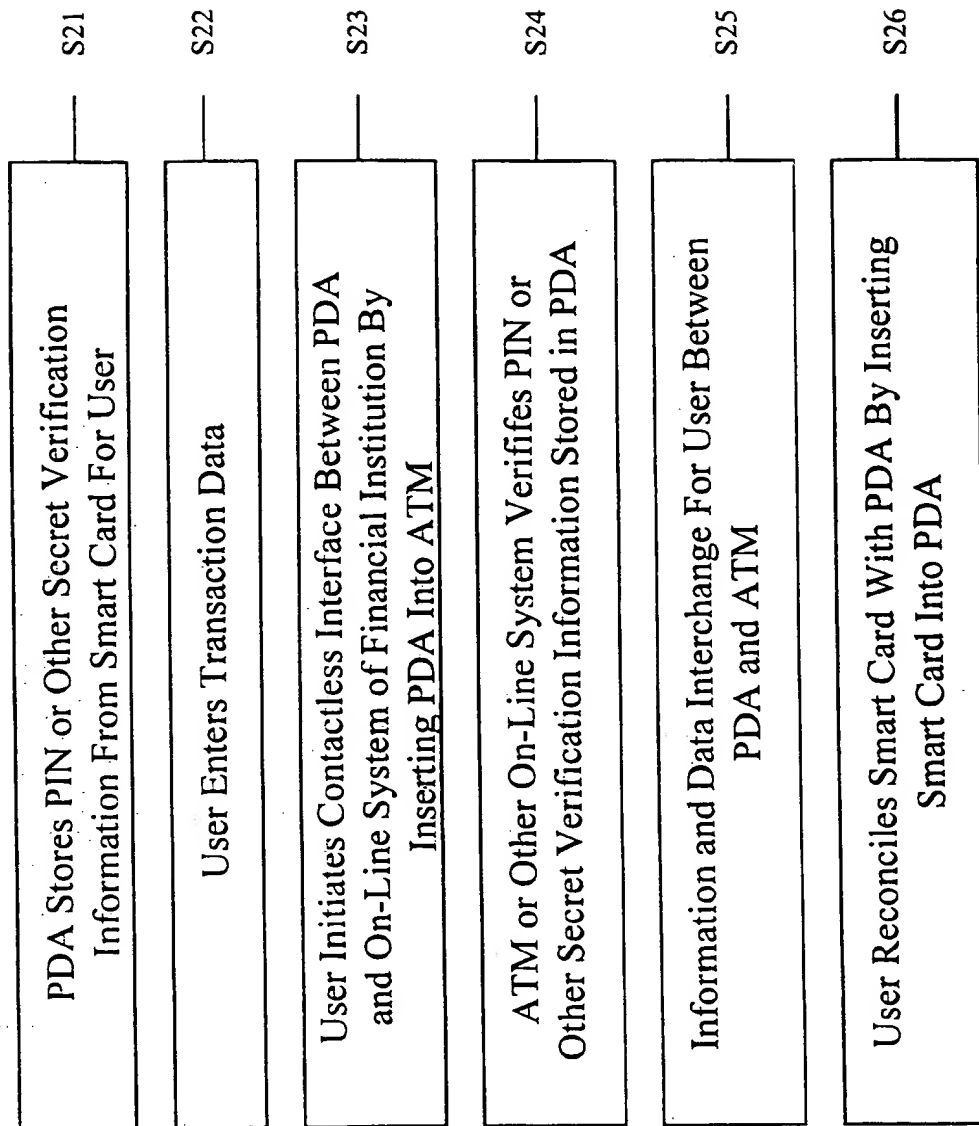 PDA Stores PIN or Other Secret Verification
Information From Smart Card For User
S21
User Enters Transaction Data
S22
User Initiates Contactless Interface Between PDA
and On-Line System of Financial Institution By
Inserting PDA Into ATM
S23
ATM or Other On-Line System Verififes PIN or
Other Secret Verification Information Stored in PDA
S24
Information and Data Interchange For User Between
PDA and ATM
S25
User Reconciles Smart Card With PDA By Inserting
Smart Card Into PDA
S26